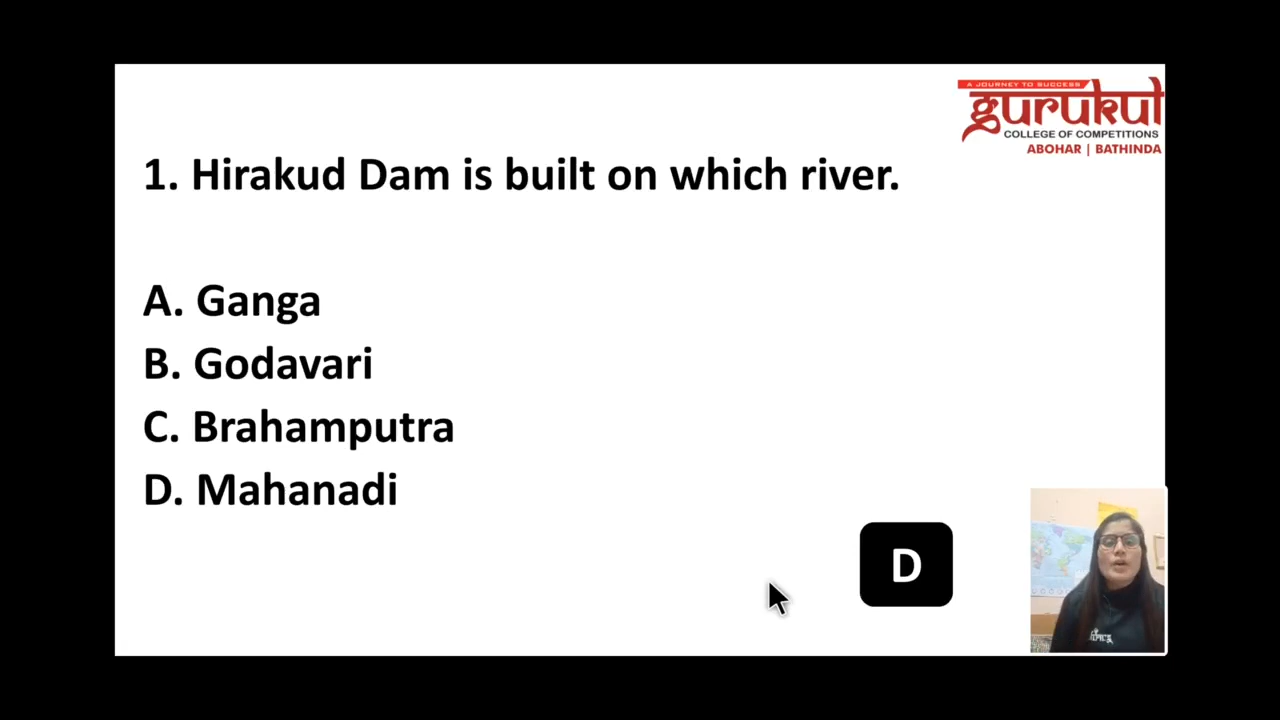 A JOURNEY TO SUCCESS
gurukul
COLLEGE OF COMPETITIONS
ABOHAR | BATHINDA
1. Hirakud Dam is built on which river.
A. Ganga
B. Godavari
C. Brahamputra
D. Mahanadi
D